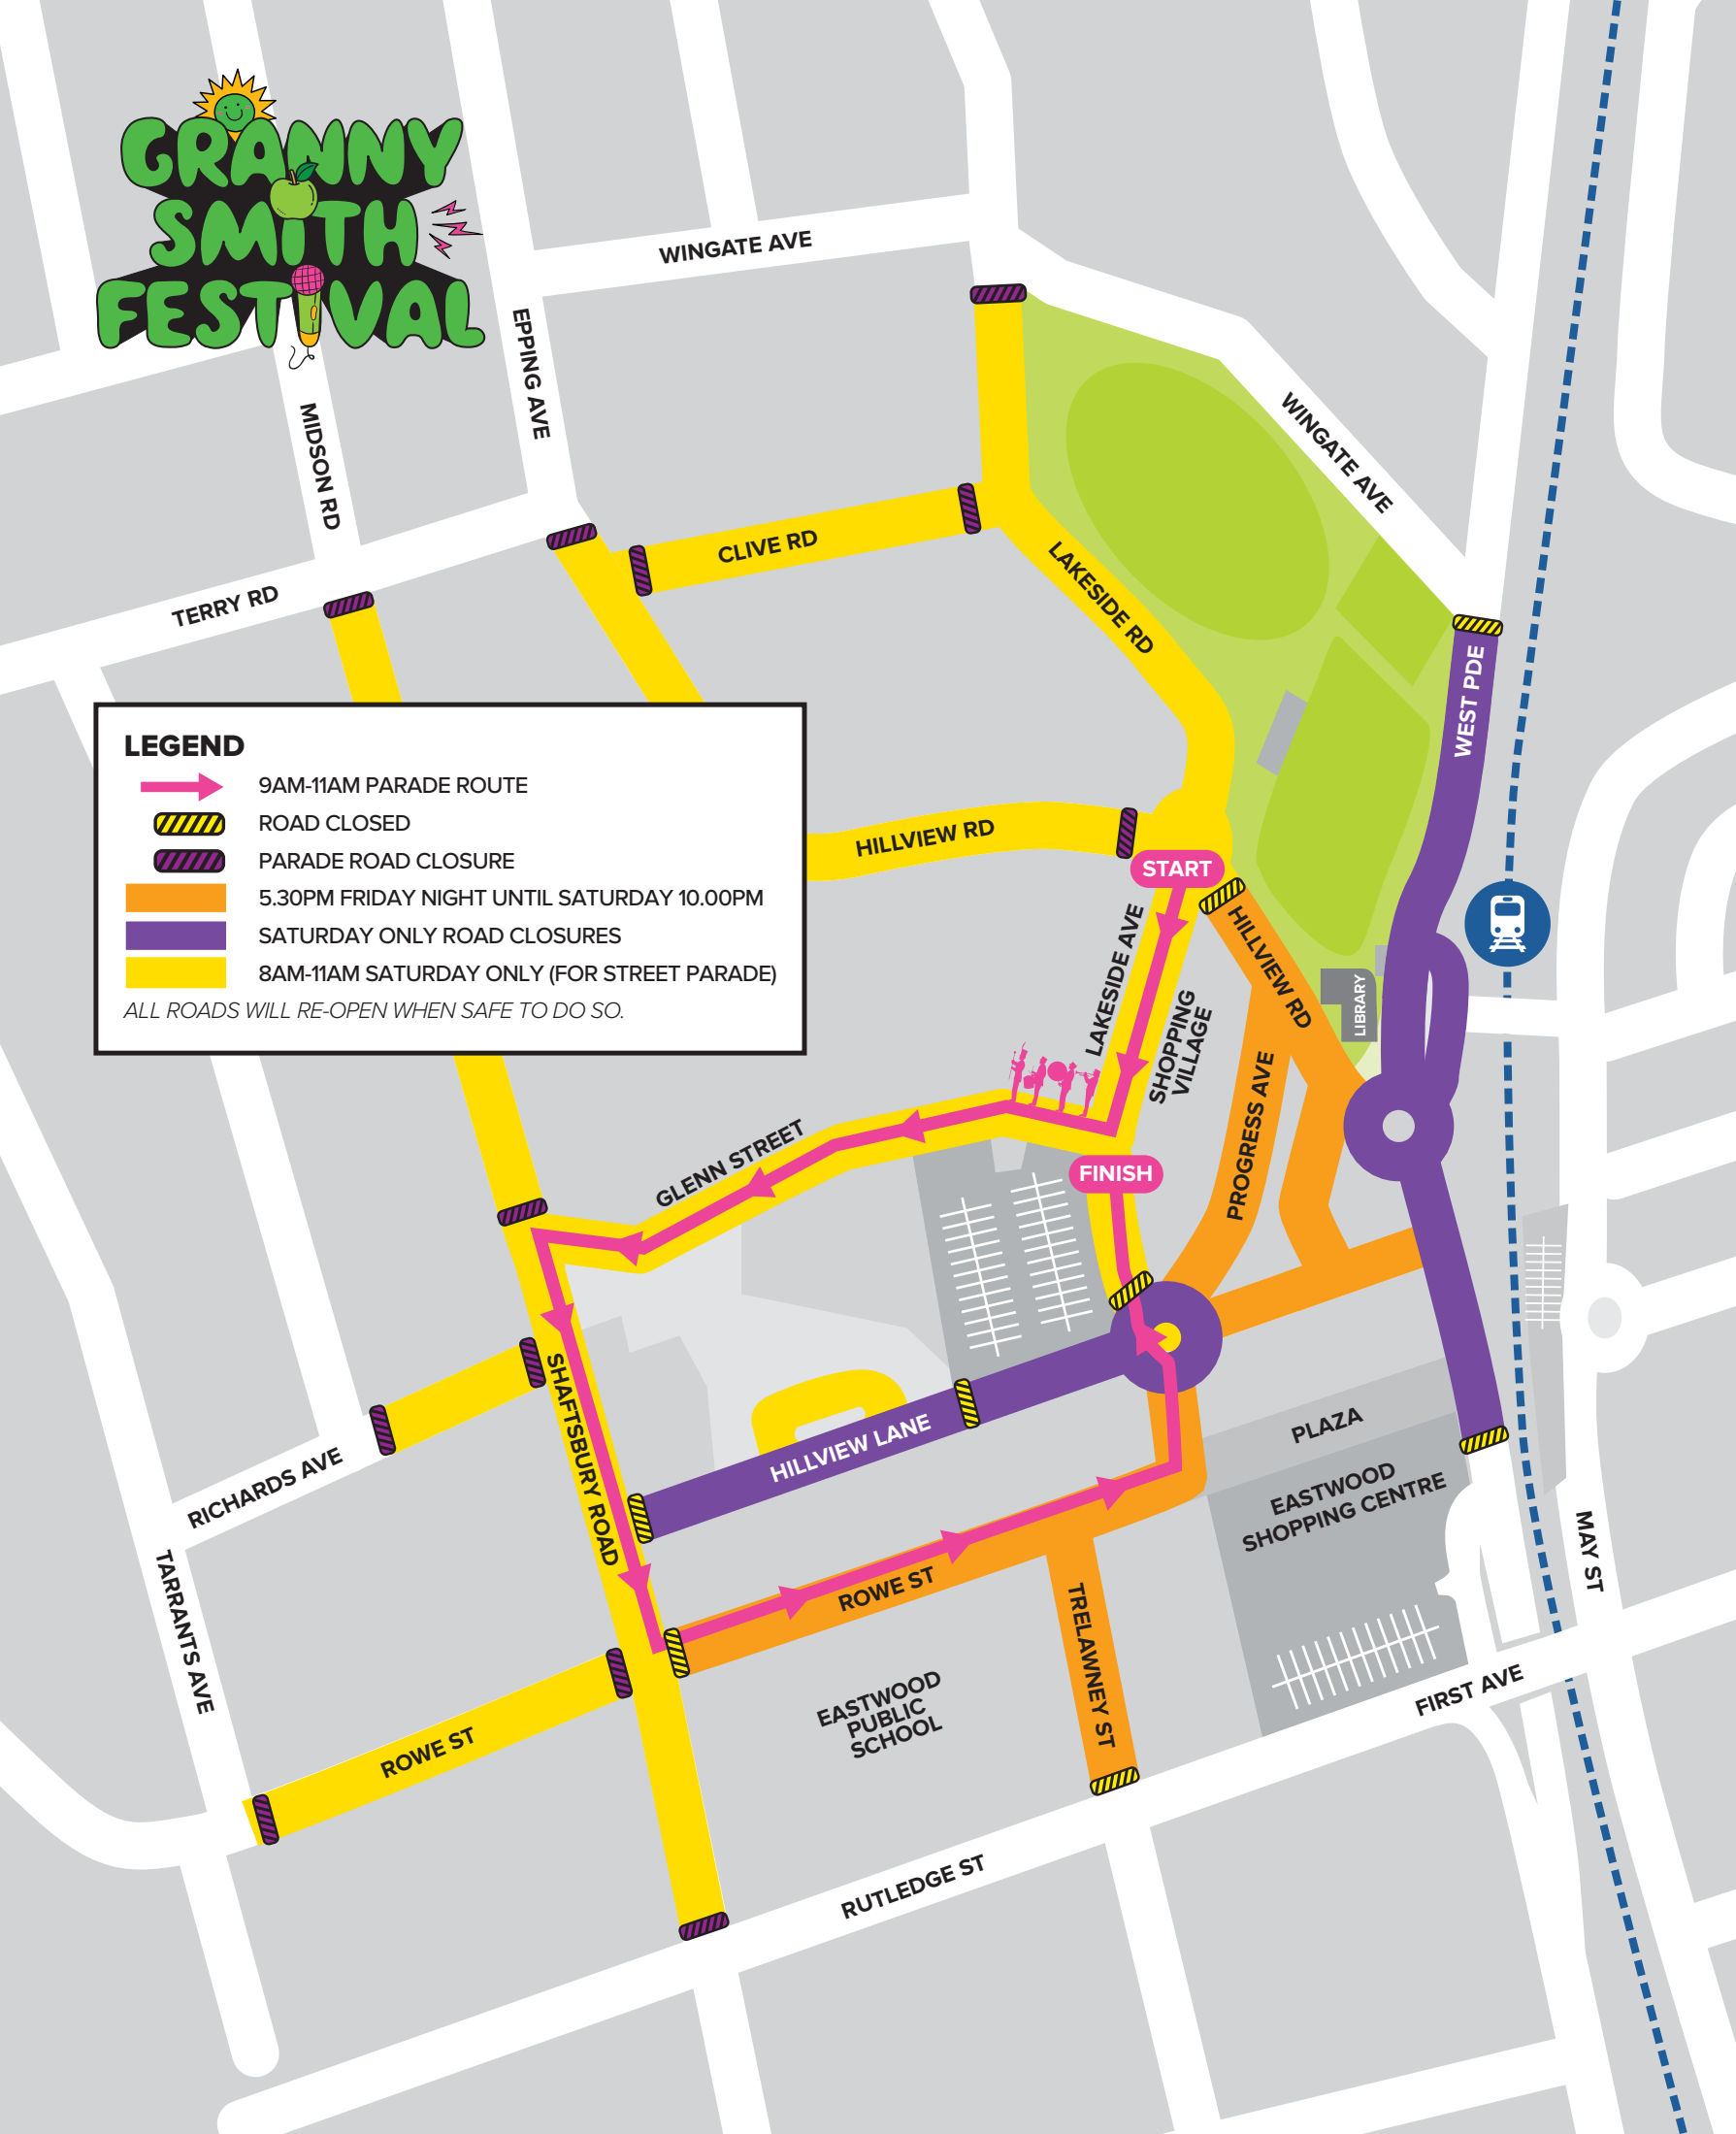 GRANNY
SMITH
FESTIVAL
WINGATE AVE
EPPING AVE
MIDSON RD
WINGATE AVE
TERRY RD
CLIVE RD
LAKESIDE RD
WEST PDE
LEGEND
9AM-11AM PARADE ROUTE
ROAD CLOSED
PARADE ROAD CLOSURE
5.30PM FRIDAY NIGHT UNTIL SATURDAY 10.00PM
SATURDAY ONLY ROAD CLOSURES
8AM-11AM SATURDAY ONLY (FOR STREET PARADE)
ALL ROADS WILL RE-OPEN WHEN SAFE TO DO SO.
HILLVIEW RD
START
LAKESIDE AVE
HILLVIEW RD
LIBRARY
SHOPPING
VILLAGE
PROGRESS AVE
GLENN STREET
FINISH
SHAFTSBURY ROAD
HILLVIEW LANE
PLAZA
EASTWOOD
SHOPPING CENTRE
RICHARDS AVE
MAY ST
TARRANTS AVE
ROWE ST
TRELAWNEY ST
EASTWOOD
PUBLIC
SCHOOL
FIRST AVE
ROWE ST
RUTLEDGE ST